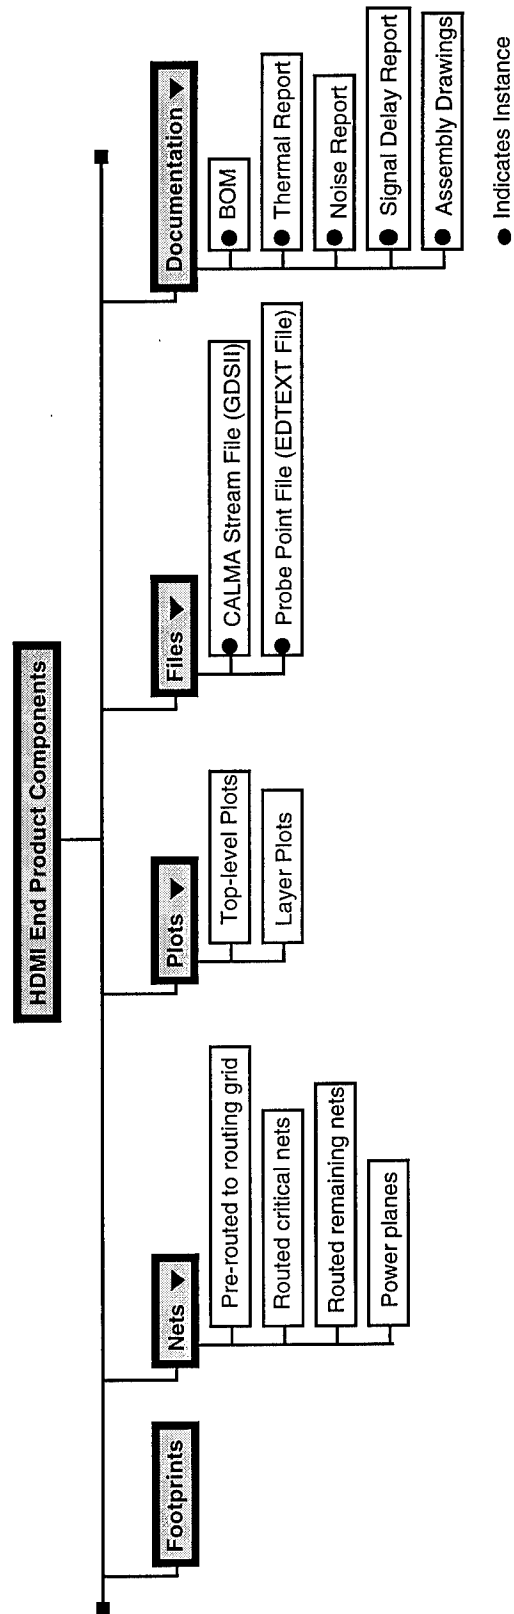 HDMI End Product Components
Footprints
Nets
Pre-routed to routing grid
Routed critical nets
Routed remaining nets
Power planes
Plots
Top-level Plots
Layer Plots
Files
CALMA Stream File (GDSII)
Probe Point File (EDTEXT File)
Documentation
BOM
Thermal Report
Noise Report
Signal Delay Report
Assembly Drawings
Indicates Instance